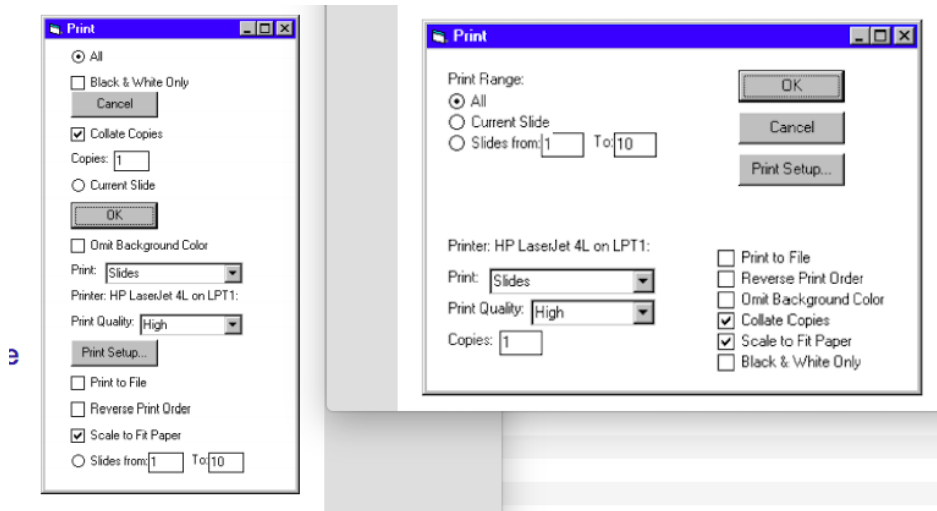 Print
All
Black & White Only
Cancel
Collate Copies
Copies: 1
Current Slide
OK
Omit Background Color
Print: Slides
Printer: HP LaserJet 4L on LPT1:
Print Quality: High
Print Setup...
Print to File
Reverse Print Order
Scale to Fit Paper
Slides from: 1 To: 10
e
Print
Print Range:
All
Current Slide
Slides from: 1 To: 10
OK
Cancel
Print Setup...
Printer: HP LaserJet 4L on LPT1:
Print: Slides
Print Quality: High
Copies: 1
Print to File
Reverse Print Order
Omit Background Color
Collate Copies
Scale to Fit Paper
Black & White Only